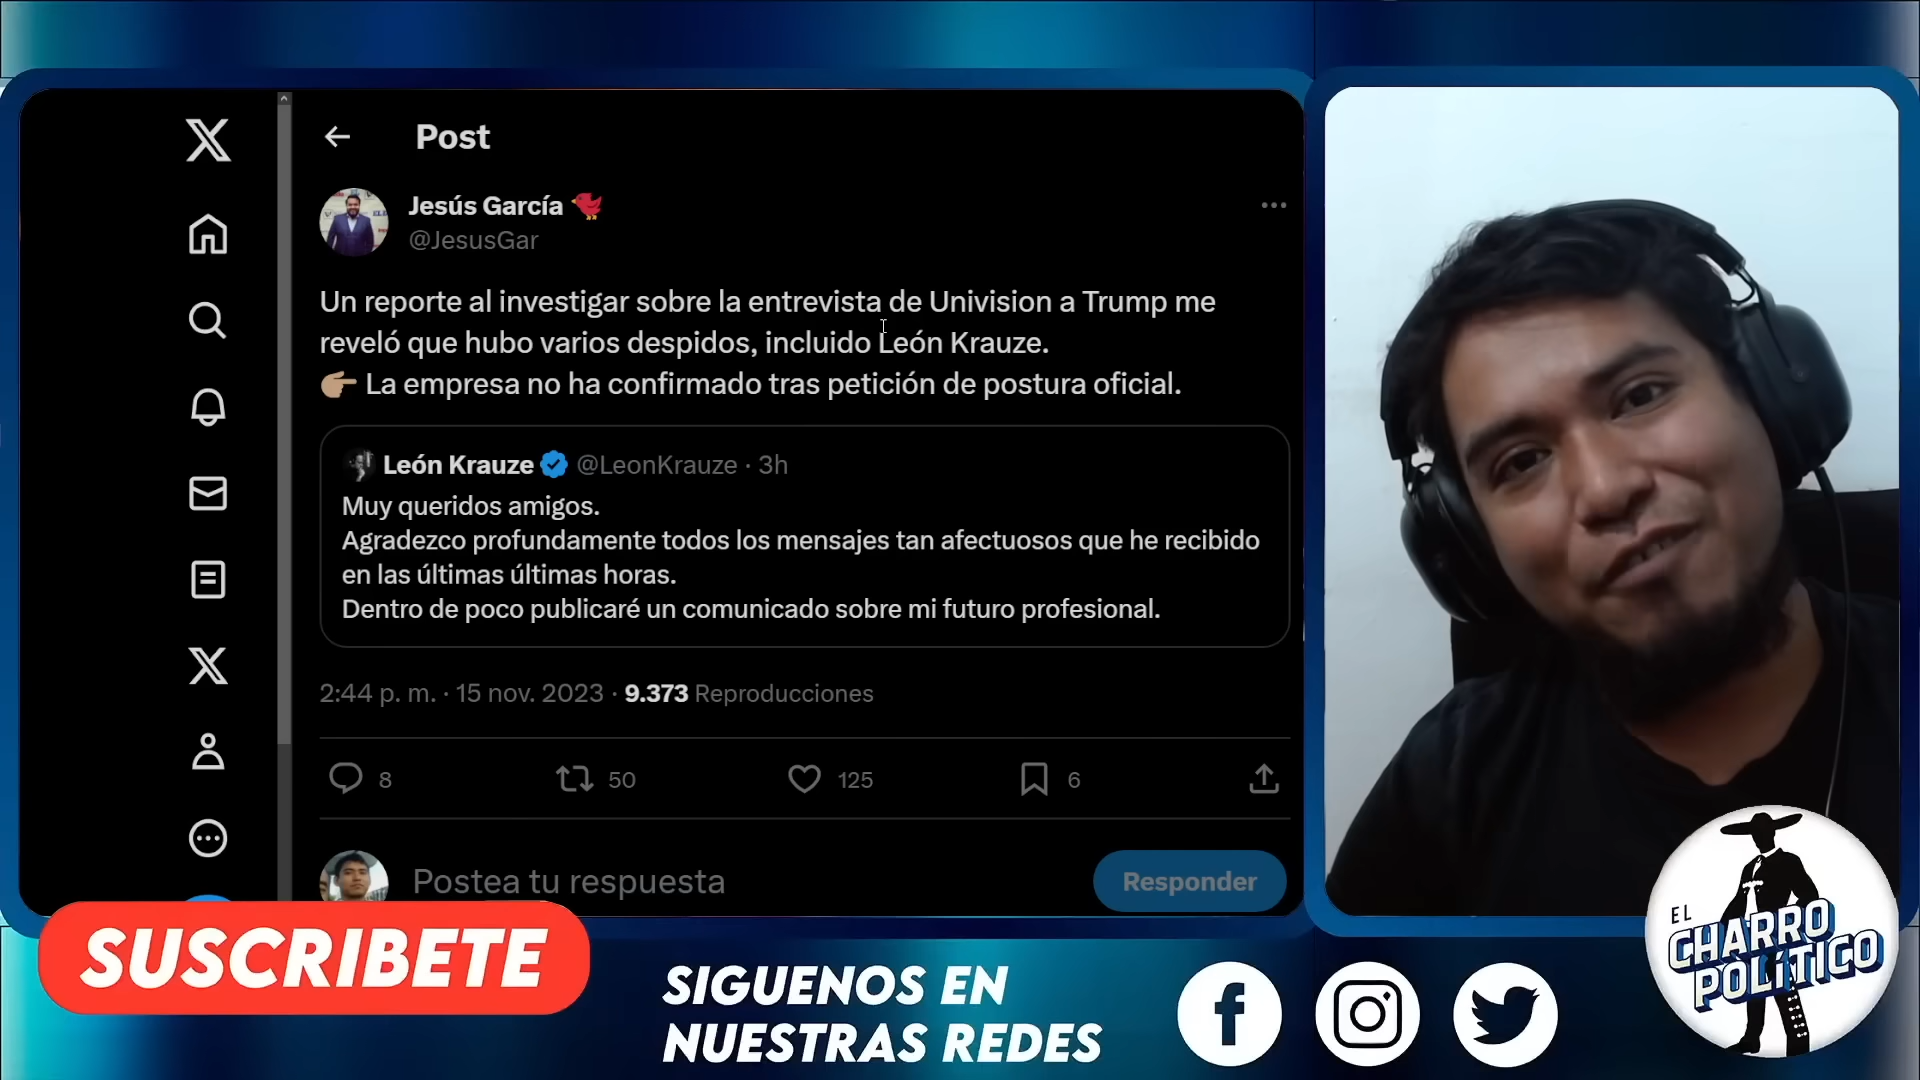 Post
Jesús García
@JesusGar
Un reporte al investigar sobre la entrevista de Univision a Trump me
reveló que hubo varios despidos, incluido León Krauze.
👉🏼 La empresa no ha confirmado tras petición de postura oficial.
León Krauze @LeonKrauze · 3h
Muy queridos amigos.
Agradezco profundamente todos los mensajes tan afectuosos que he recibido
en las últimas últimas horas.
Dentro de poco publicaré un comunicado sobre mi futuro profesional.
2:44 p. m. · 15 nov. 2023 · 9.373 Reproducciones
8 50 125 6
Postea tu respuesta
Responder
SUSCRIBETE
SIGUENOS EN
NUESTRAS REDES
EL
CHARRO
POLÍTICO